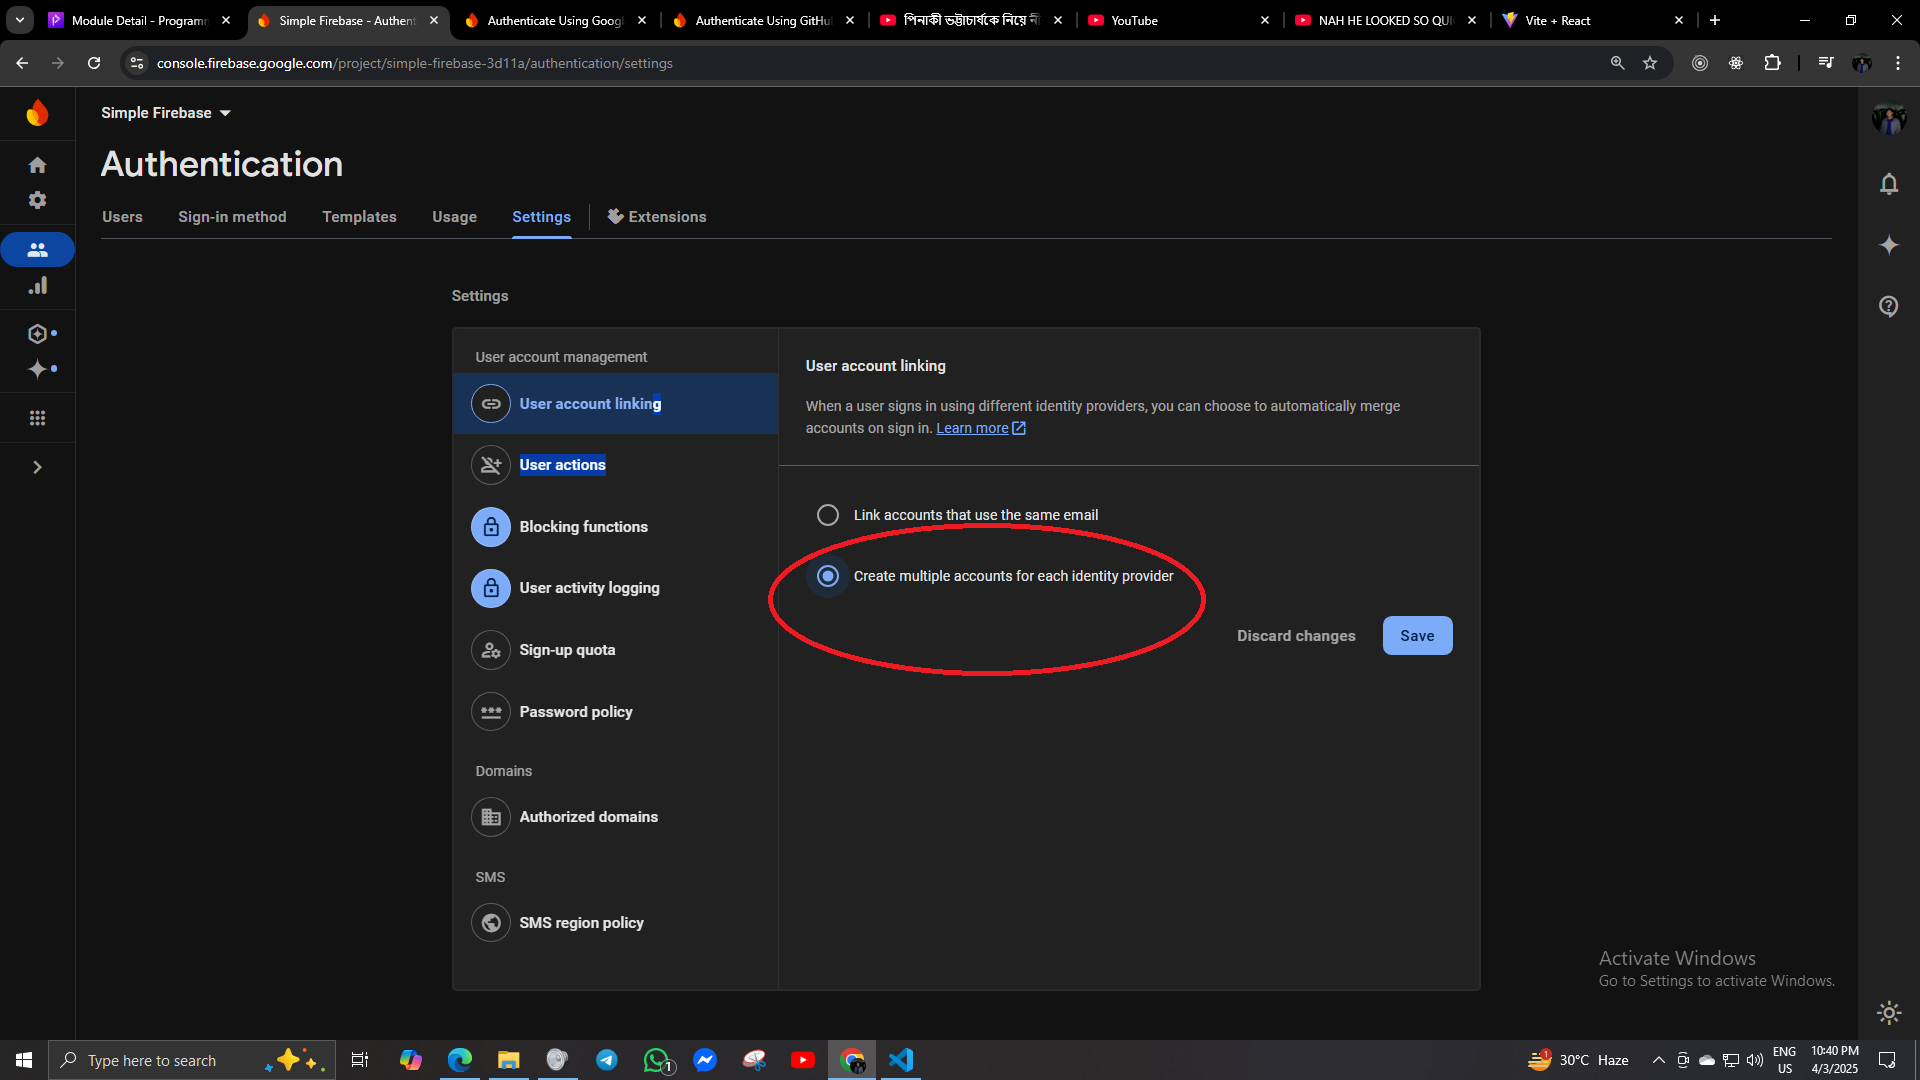 Module Detail - Programm
Simple Firebase - Authent
Authenticate Using Googl
Authenticate Using GitHu
পিনাকী ভট্টাচার্যকে নিয়ে
YouTube
NAH HE LOOKED SO QUI
Vite + React
console.firebase.google.com/project/simple-firebase-3d11a/authentication/settings
Simple Firebase
Authentication
Users
Sign-in method
Templates
Usage
Settings
Extensions
Settings
User account management
User account linking
User actions
Blocking functions
User activity logging
Sign-up quota
Password policy
Domains
Authorized domains
SMS
SMS region policy
User account linking
When a user signs in using different identity providers, you can choose to automatically merge
accounts on sign in. Learn more
Link accounts that use the same email
Create multiple accounts for each identity provider
Discard changes
Save
Activate Windows
Go to Settings to activate Windows.
Type here to search
1
1
30°C Haze
ENG
US
10:40 PM
4/3/2025